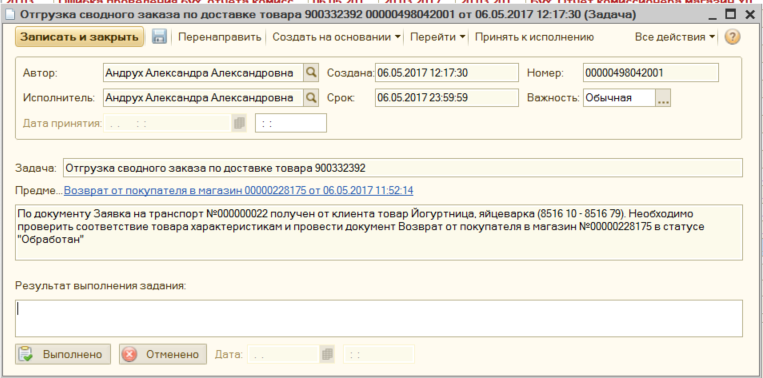 Отгрузка сводного заказа по доставке товара 900332392 00000498042001 от 06.05.2017 12:17:30 (Задача)
Записать и закрыть Перенаправить Создать на основании Перейти Принять к исполнению Все действия
Автор: Андрух Александра Александровна Создана: 06.05.2017 12:17:30 Номер: 00000498042001
Исполнитель: Андрух Александра Александровна Срок: 06.05.2017 23:59:59 Важность: Обычная ...
Дата принятия: . . : : : :
Задача: Отгрузка сводного заказа по доставке товара 900332392
Предме... Возврат от покупателя в магазин 00000228175 от 06.05.2017 11:52:14
По документу Заявка на транспорт №000000022 получен от клиента товар Йогуртница, яйцеварка (8516 10 - 8516 79). Необходимо
проверить соответствие товара характеристикам и провести документ Возврат от покупателя в магазин №00000228175 в статусе
"Обработан"
Результат выполнения задания:
Выполнено Отменено Дата: . . : :